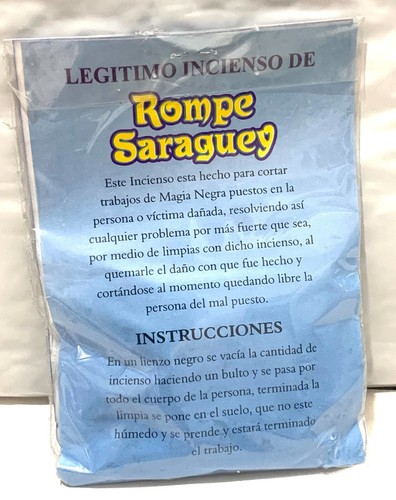 LEGITIMO INCIENSO DE
Rompe
Saraguey
Este Incienso esta hecho para cortar
trabajos de Magia Negra puestos en la
persona o víctima dañada, resolviendo así
cualquier problema por más fuerte que sea,
por medio de limpias con dicho incienso, al
quemarle el daño con que fue hecho y
cortándose al momento quedando libre la
persona del mal puesto.
INSTRUCCIONES
En un lienzo negro se vacía la cantidad de
incienso haciendo un bulto y se pasa por
todo el cuerpo de la persona, terminada la
limpia se pone en el suelo, que no este
húmedo y se prende y estará terminado
el trabajo.